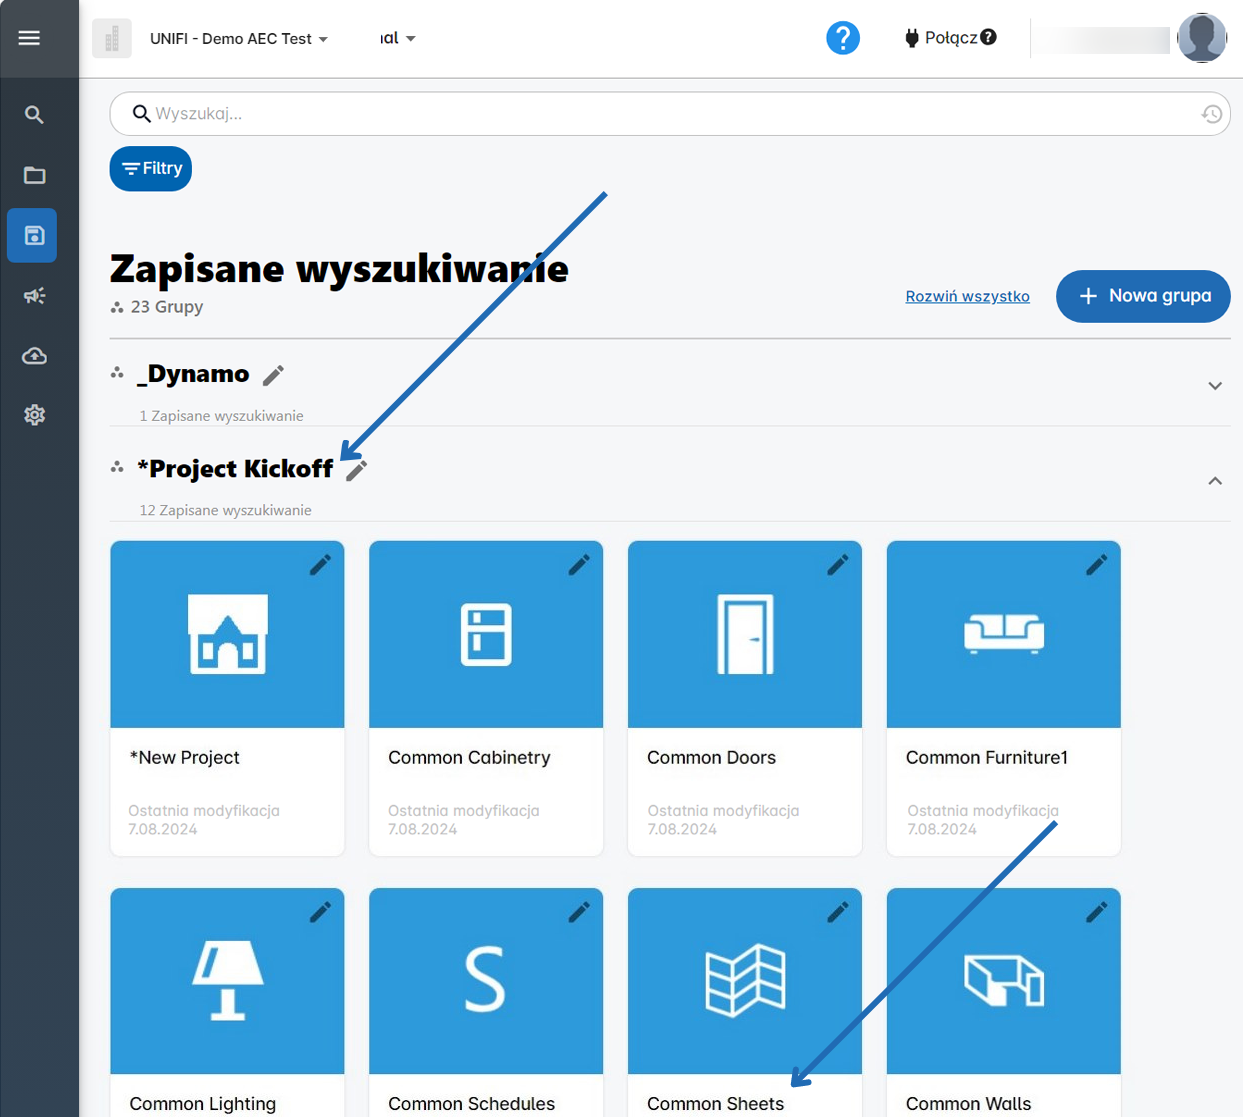 UNIFI - Demo AEC Test
nal
?
Połącz ?
Wyszukaj...
Filtry
Zapisane wyszukiwanie
23 Grupy
Rozwiń wszystko
+ Nowa grupa
_Dynamo
1 Zapisane wyszukiwanie
*Project Kickoff
12 Zapisane wyszukiwanie
*New Project
Ostatnia modyfikacja
7.08.2024
Common Cabinetry
Ostatnia modyfikacja
7.08.2024
Common Doors
Ostatnia modyfikacja
7.08.2024
Common Furniture1
Ostatnia modyfikacja
7.08.2024
S
Common Lighting
Common Schedules
Common Sheets
Common Walls